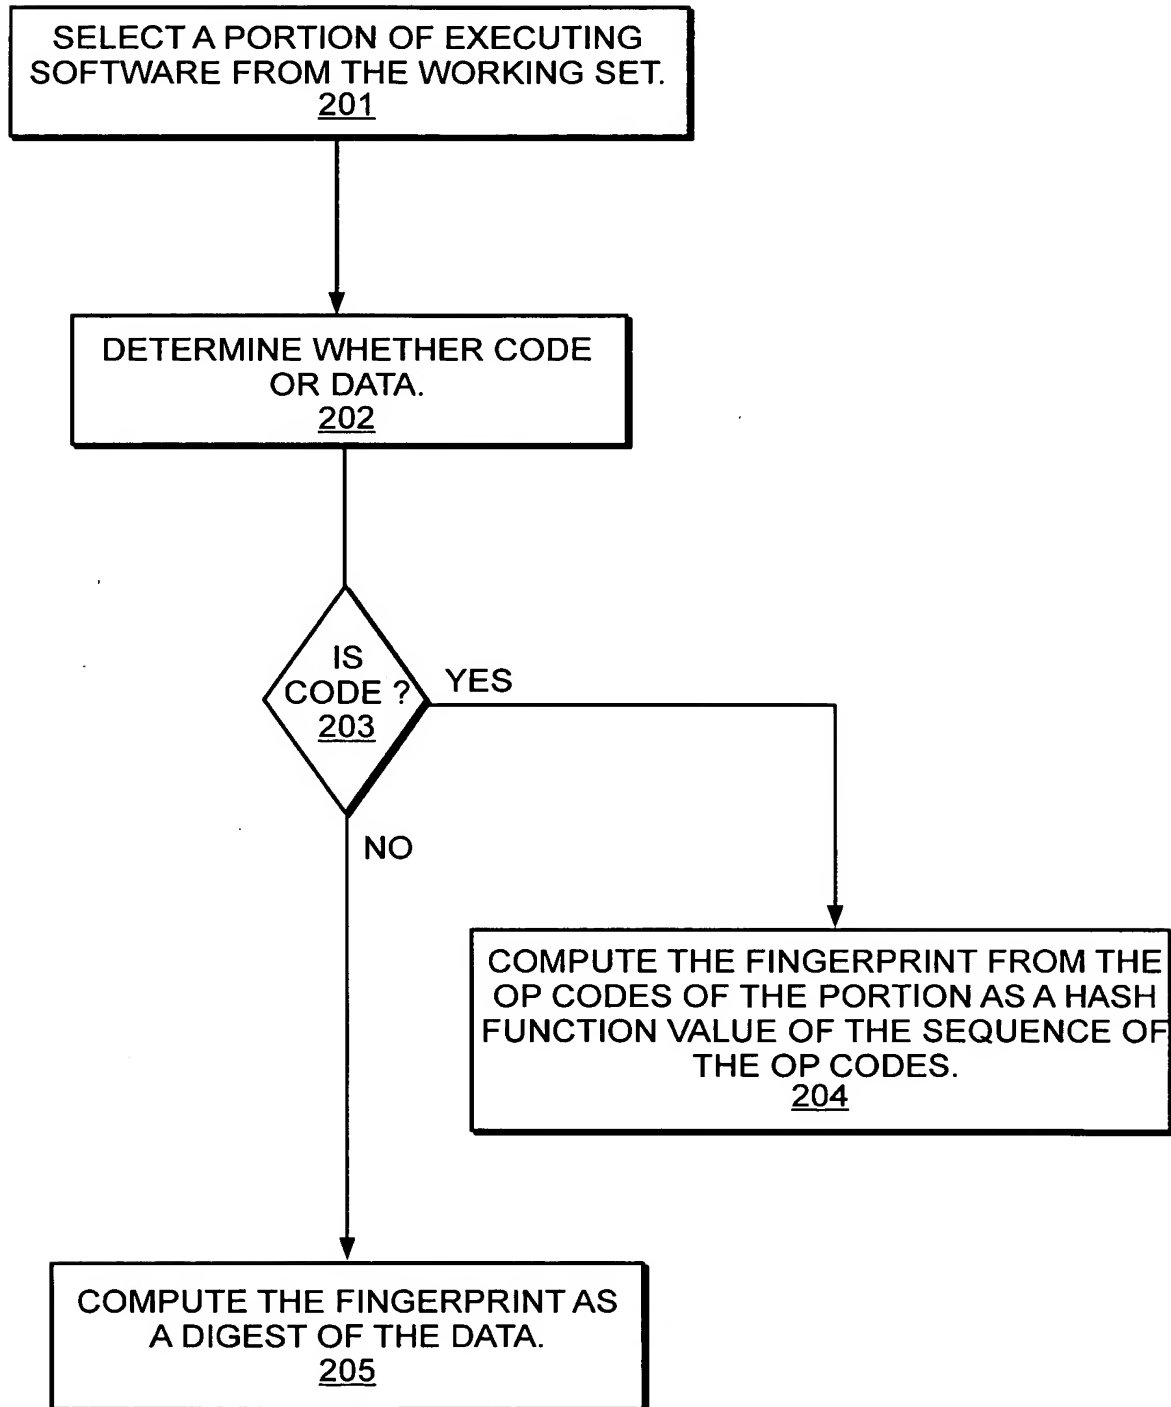 SELECT A PORTION OF EXECUTING
SOFTWARE FROM THE WORKING SET.
201
DETERMINE WHETHER CODE
OR DATA.
202
IS
CODE ?
203
YES
NO
COMPUTE THE FINGERPRINT FROM THE
OP CODES OF THE PORTION AS A HASH
FUNCTION VALUE OF THE SEQUENCE OF
THE OP CODES.
204
COMPUTE THE FINGERPRINT AS
A DIGEST OF THE DATA.
205